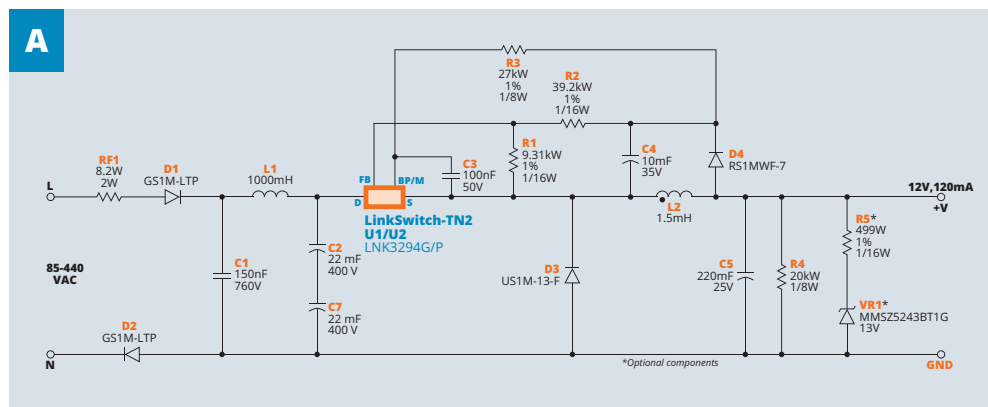 A
R3
27kW
1%
1/8W
R2
39.2kW
1%
1/16W
RF1
8.2W
2W
D1
GS1M-LTP
L1
1000mH
FB
BP/M
D
S
C3
100nF
50V
R1
9.31kW
1%
1/16W
C4
10mF
35V
D4
RS1MWF-7
L
12V,120mA
+V
LinkSwitch-TN2
U1/U2
LNK3294G/P
L2
1.5mH
R5*
499W
1%
1/16W
85-440
VAC
C1
150nF
760V
C2
22 mF
400 V
C7
22 mF
400 V
D3
US1M-13-F
C5
220mF
25V
R4
20kW
1/8W
VR1*
MMSZ5243BT1G
13V
D2
GS1M-LTP
N
*Optional components
GND